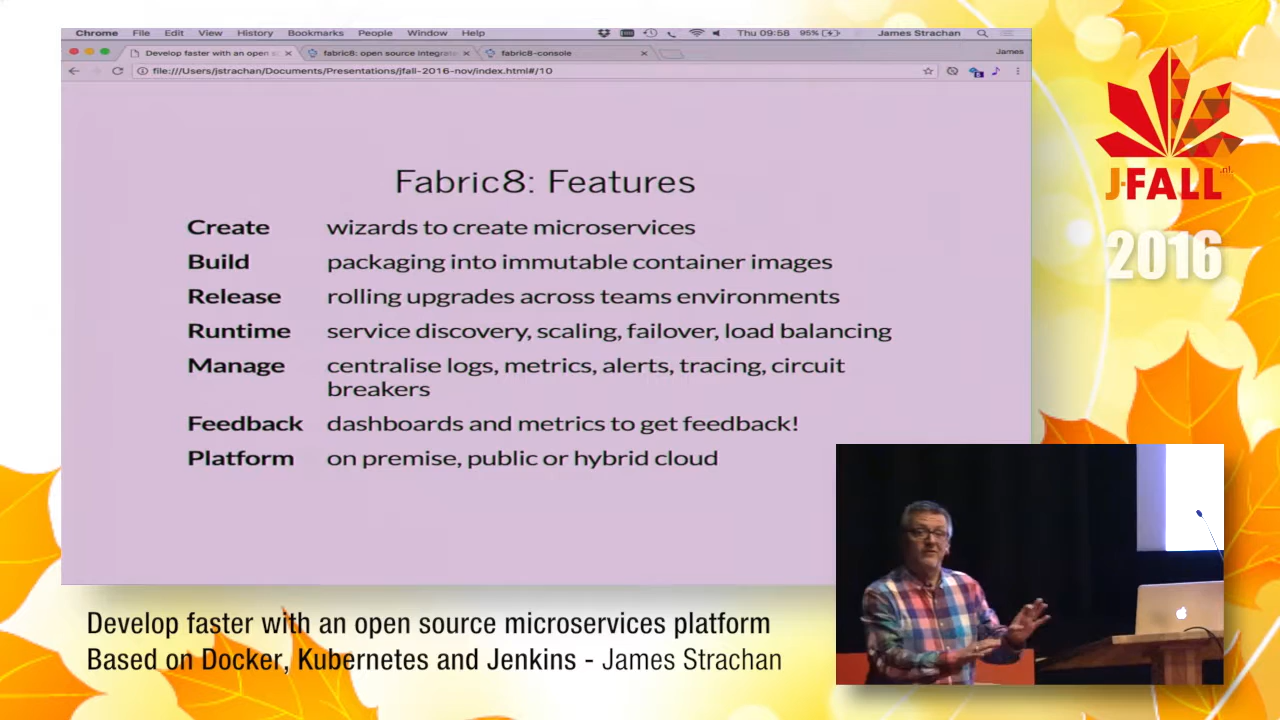 Chrome File Edit View History Bookmarks People Window Help Thu 09:58 95% James Strachan
Develop faster with an open s fabric8: open source integrate fabric8-console James
file:///Users/jstrachan/Documents/Presentations/jfall-2016-nov/index.html#/10
Fabric8: Features
Create wizards to create microservices
Build packaging into immutable container images
Release rolling upgrades across teams environments
Runtime service discovery, scaling, failover, load balancing
Manage centralise logs, metrics, alerts, tracing, circuit
breakers
Feedback dashboards and metrics to get feedback!
Platform on premise, public or hybrid cloud
J-FALL.nl
2016
Develop faster with an open source microservices platform
Based on Docker, Kubernetes and Jenkins - James Strachan